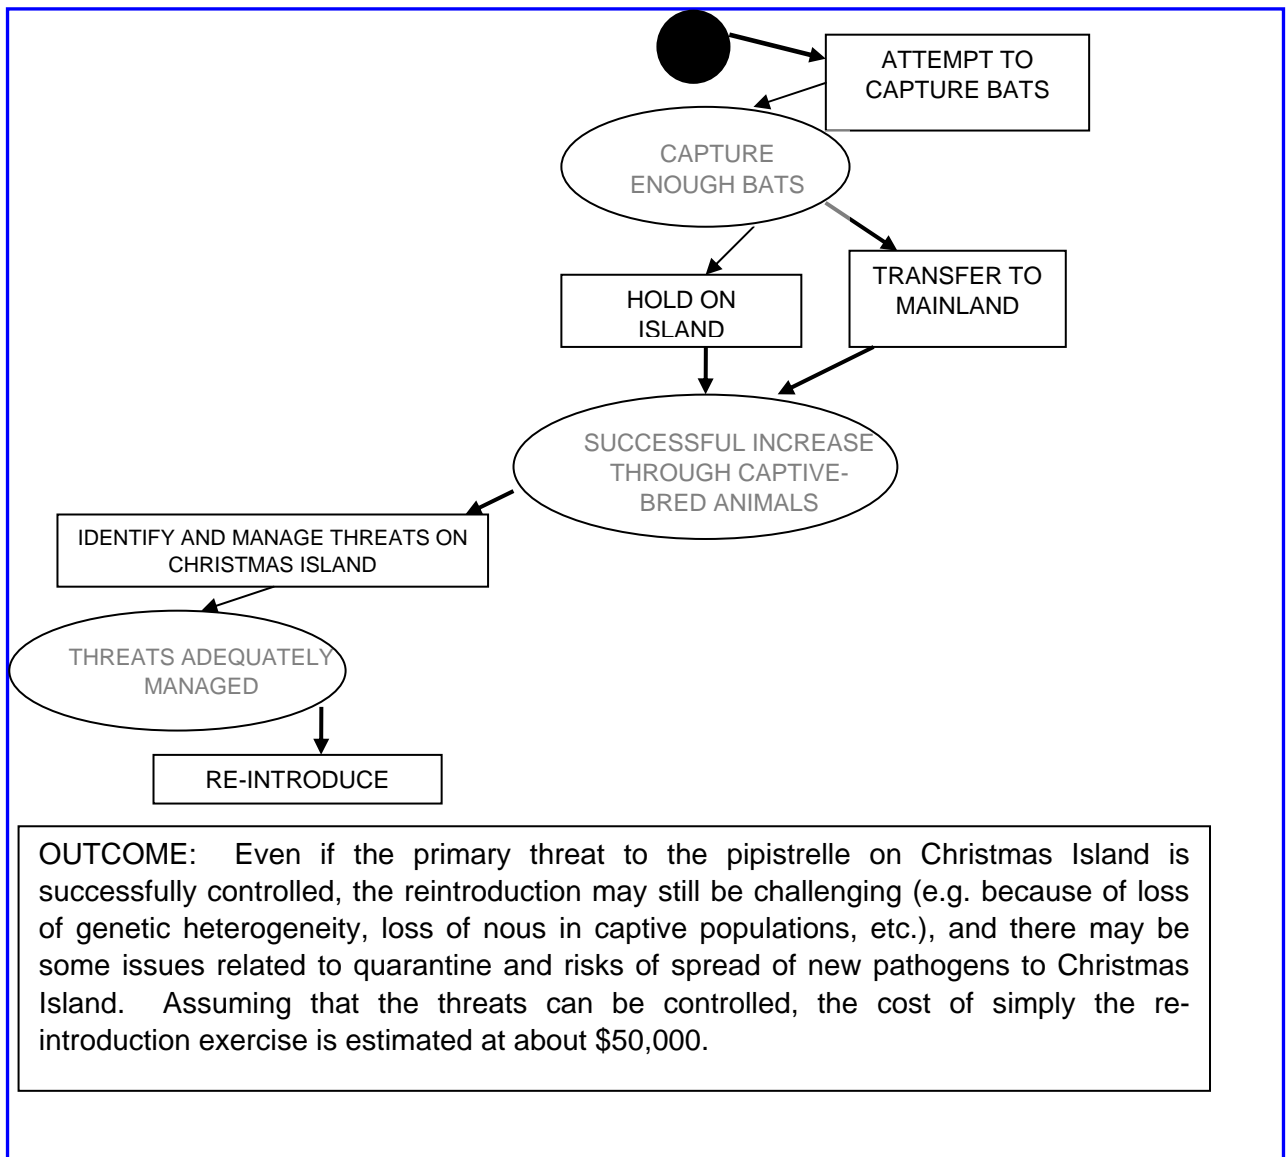 ATTEMPT TO
CAPTURE BATS
CAPTURE
ENOUGH BATS
HOLD ON
ISLAND
TRANSFER TO
MAINLAND
SUCCESSFUL INCREASE
THROUGH CAPTIVE-
BRED ANIMALS
IDENTIFY AND MANAGE THREATS ON
CHRISTMAS ISLAND
THREATS ADEQUATELY
MANAGED
RE-INTRODUCE
OUTCOME: Even if the primary threat to the pipistrelle on Christmas Island is
successfully controlled, the reintroduction may still be challenging (e.g. because of loss
of genetic heterogeneity, loss of nous in captive populations, etc.), and there may be
some issues related to quarantine and risks of spread of new pathogens to Christmas
Island. Assuming that the threats can be controlled, the cost of simply the re-
introduction exercise is estimated at about $50,000.